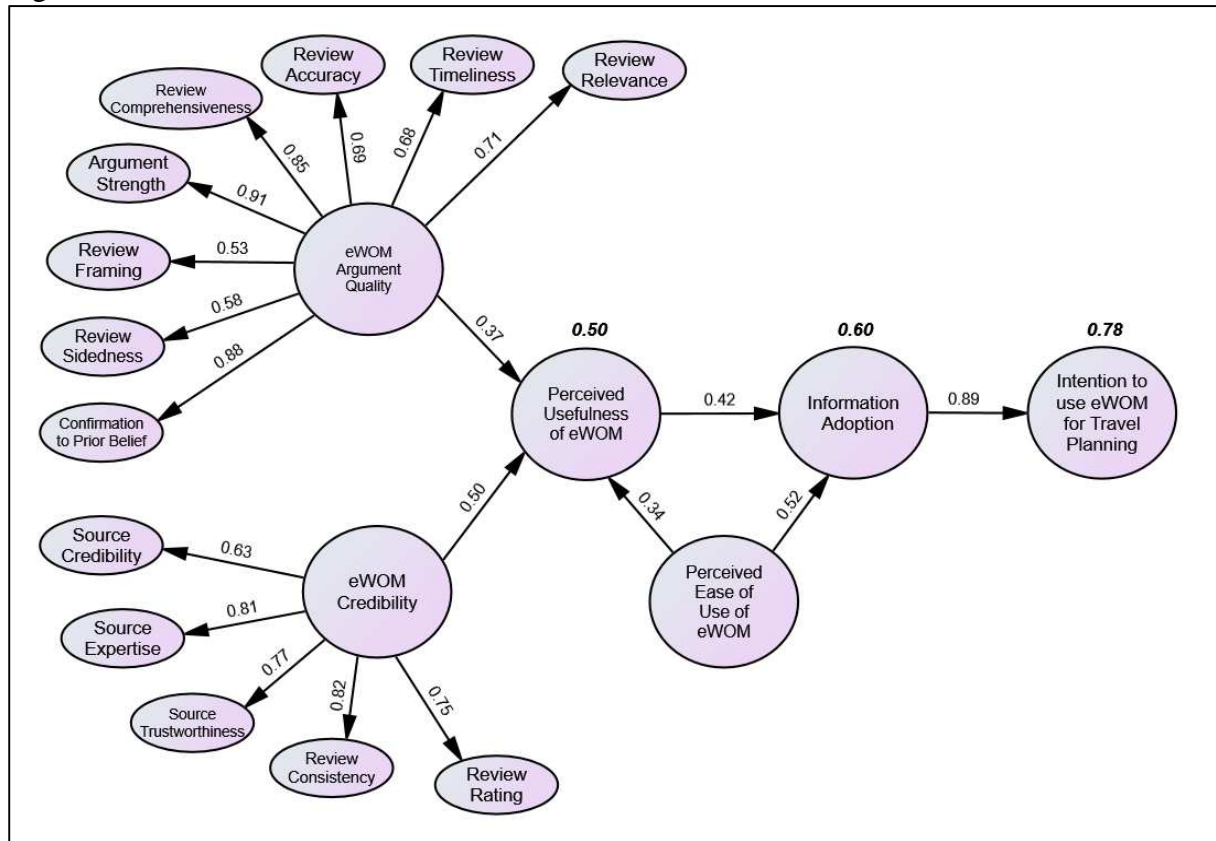 Review
Accuracy
Review
Timeliness
Review
Relevance
Review
Comprehensiveness
Argument
Strength
Review
Framing
Review
Sidedness
Confirmation
to Prior Belief
0.85
0.69
0.68
0.71
0.91
0.53
0.58
0.88
eWOM
Argument
Quality
0.37
0.50
0.60
0.78
Perceived
Usefulness
of eWOM
0.42
Information
Adoption
0.89
Intention to
use eWOM
for Travel
Planning
0.50
0.34
0.52
Perceived
Ease of
Use of
eWOM
eWOM
Credibility
Source
Credibility
0.63
Source
Expertise
0.81
Source
Trustworthiness
0.77
Review
Consistency
0.82
Review
Rating
0.75